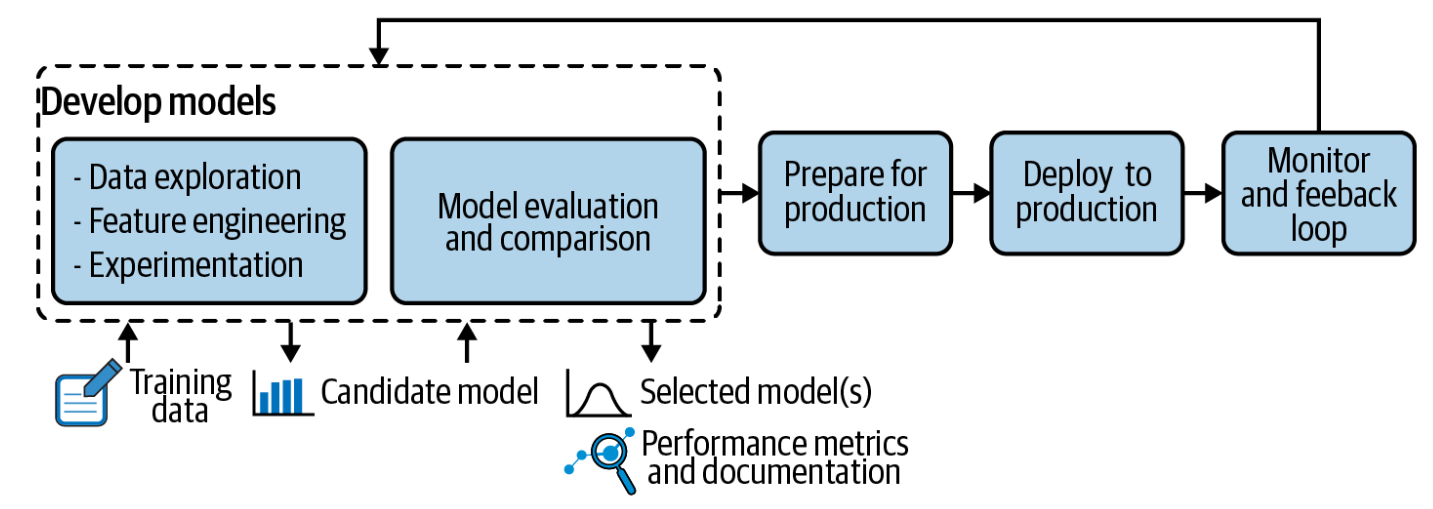 Develop models
- Data exploration
- Feature engineering
- Experimentation
Model evaluation
and comparison
Prepare for
production
Deploy to
production
Monitor
and feeback
loop
Training
data
Candidate model
Selected model(s)
Performance metrics
and documentation